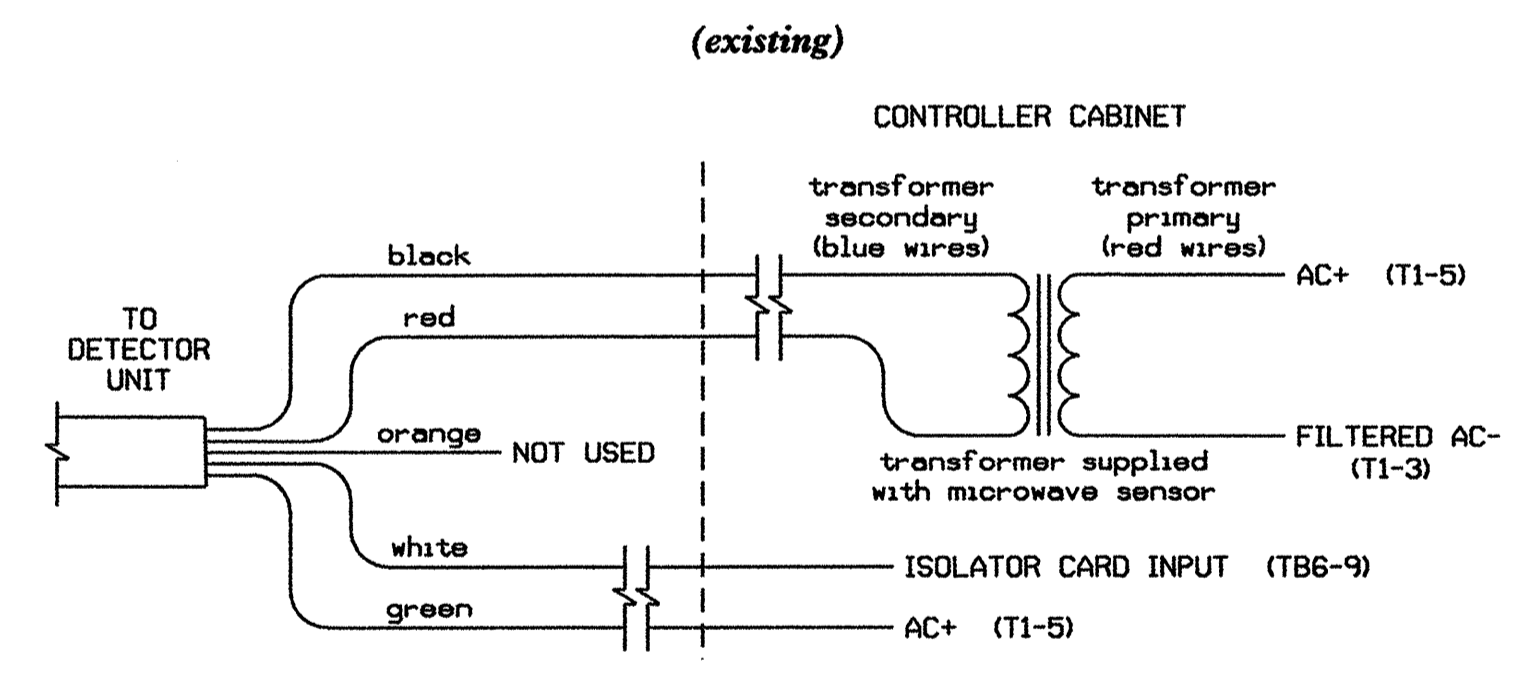 (existing)
CONTROLLER CABINET
transformer
secondary
(blue wires)
transformer
primary
(red wires)
black
AC+ (T1-5)
red
TO
DETECTOR
UNIT
orange
NOT USED
FILTERED AC-
(T1-3)
transformer supplied
with microwave sensor
white
ISOLATOR CARD INPUT (TB6-9)
green
AC+ (T1-5)